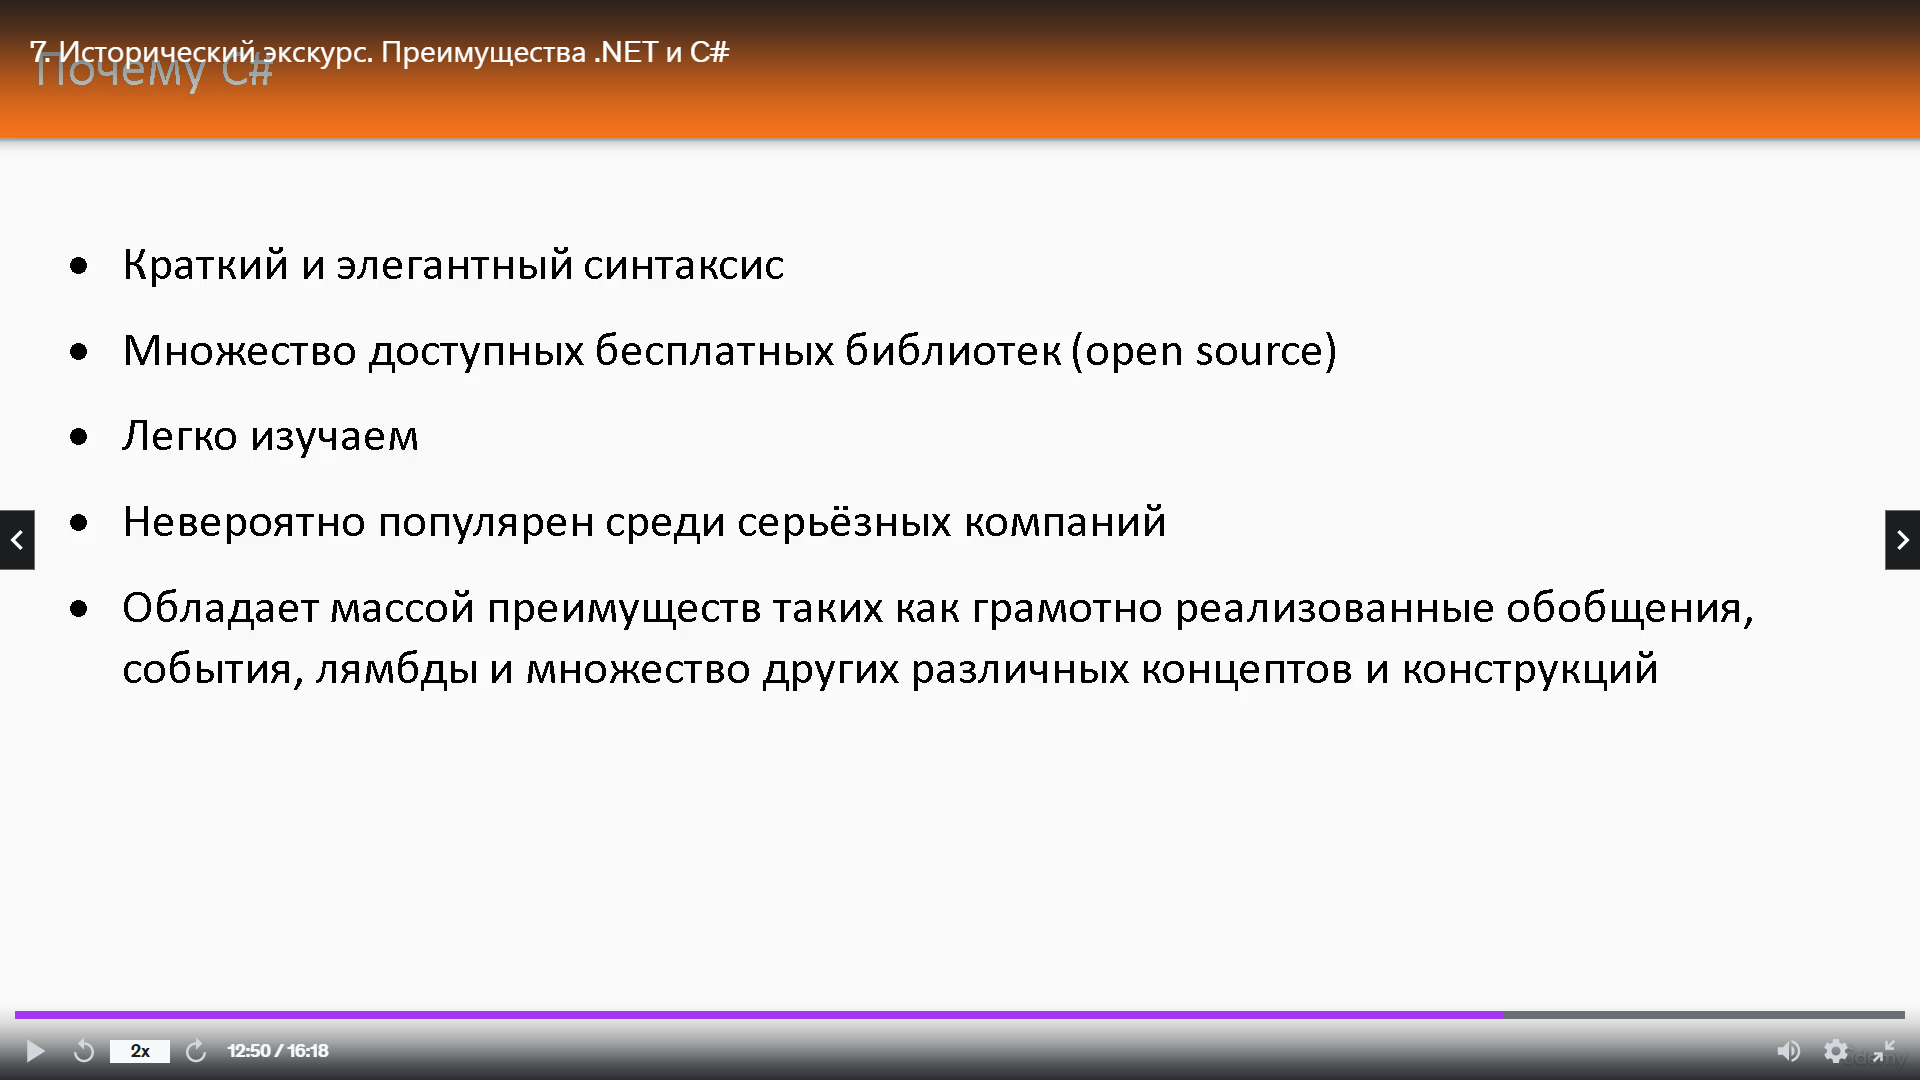 7. Исторический экскурс. Преимущества .NET и C#
Почему C#
• Краткий и элегантный синтаксис
• Множество доступных бесплатных библиотек (open source)
• Легко изучаем
• Невероятно популярен среди серьёзных компаний
• Обладает массой преимуществ таких как грамотно реализованные обобщения,
события, лямбды и множество других различных концептов и конструкций
2x
12:50 / 16:18